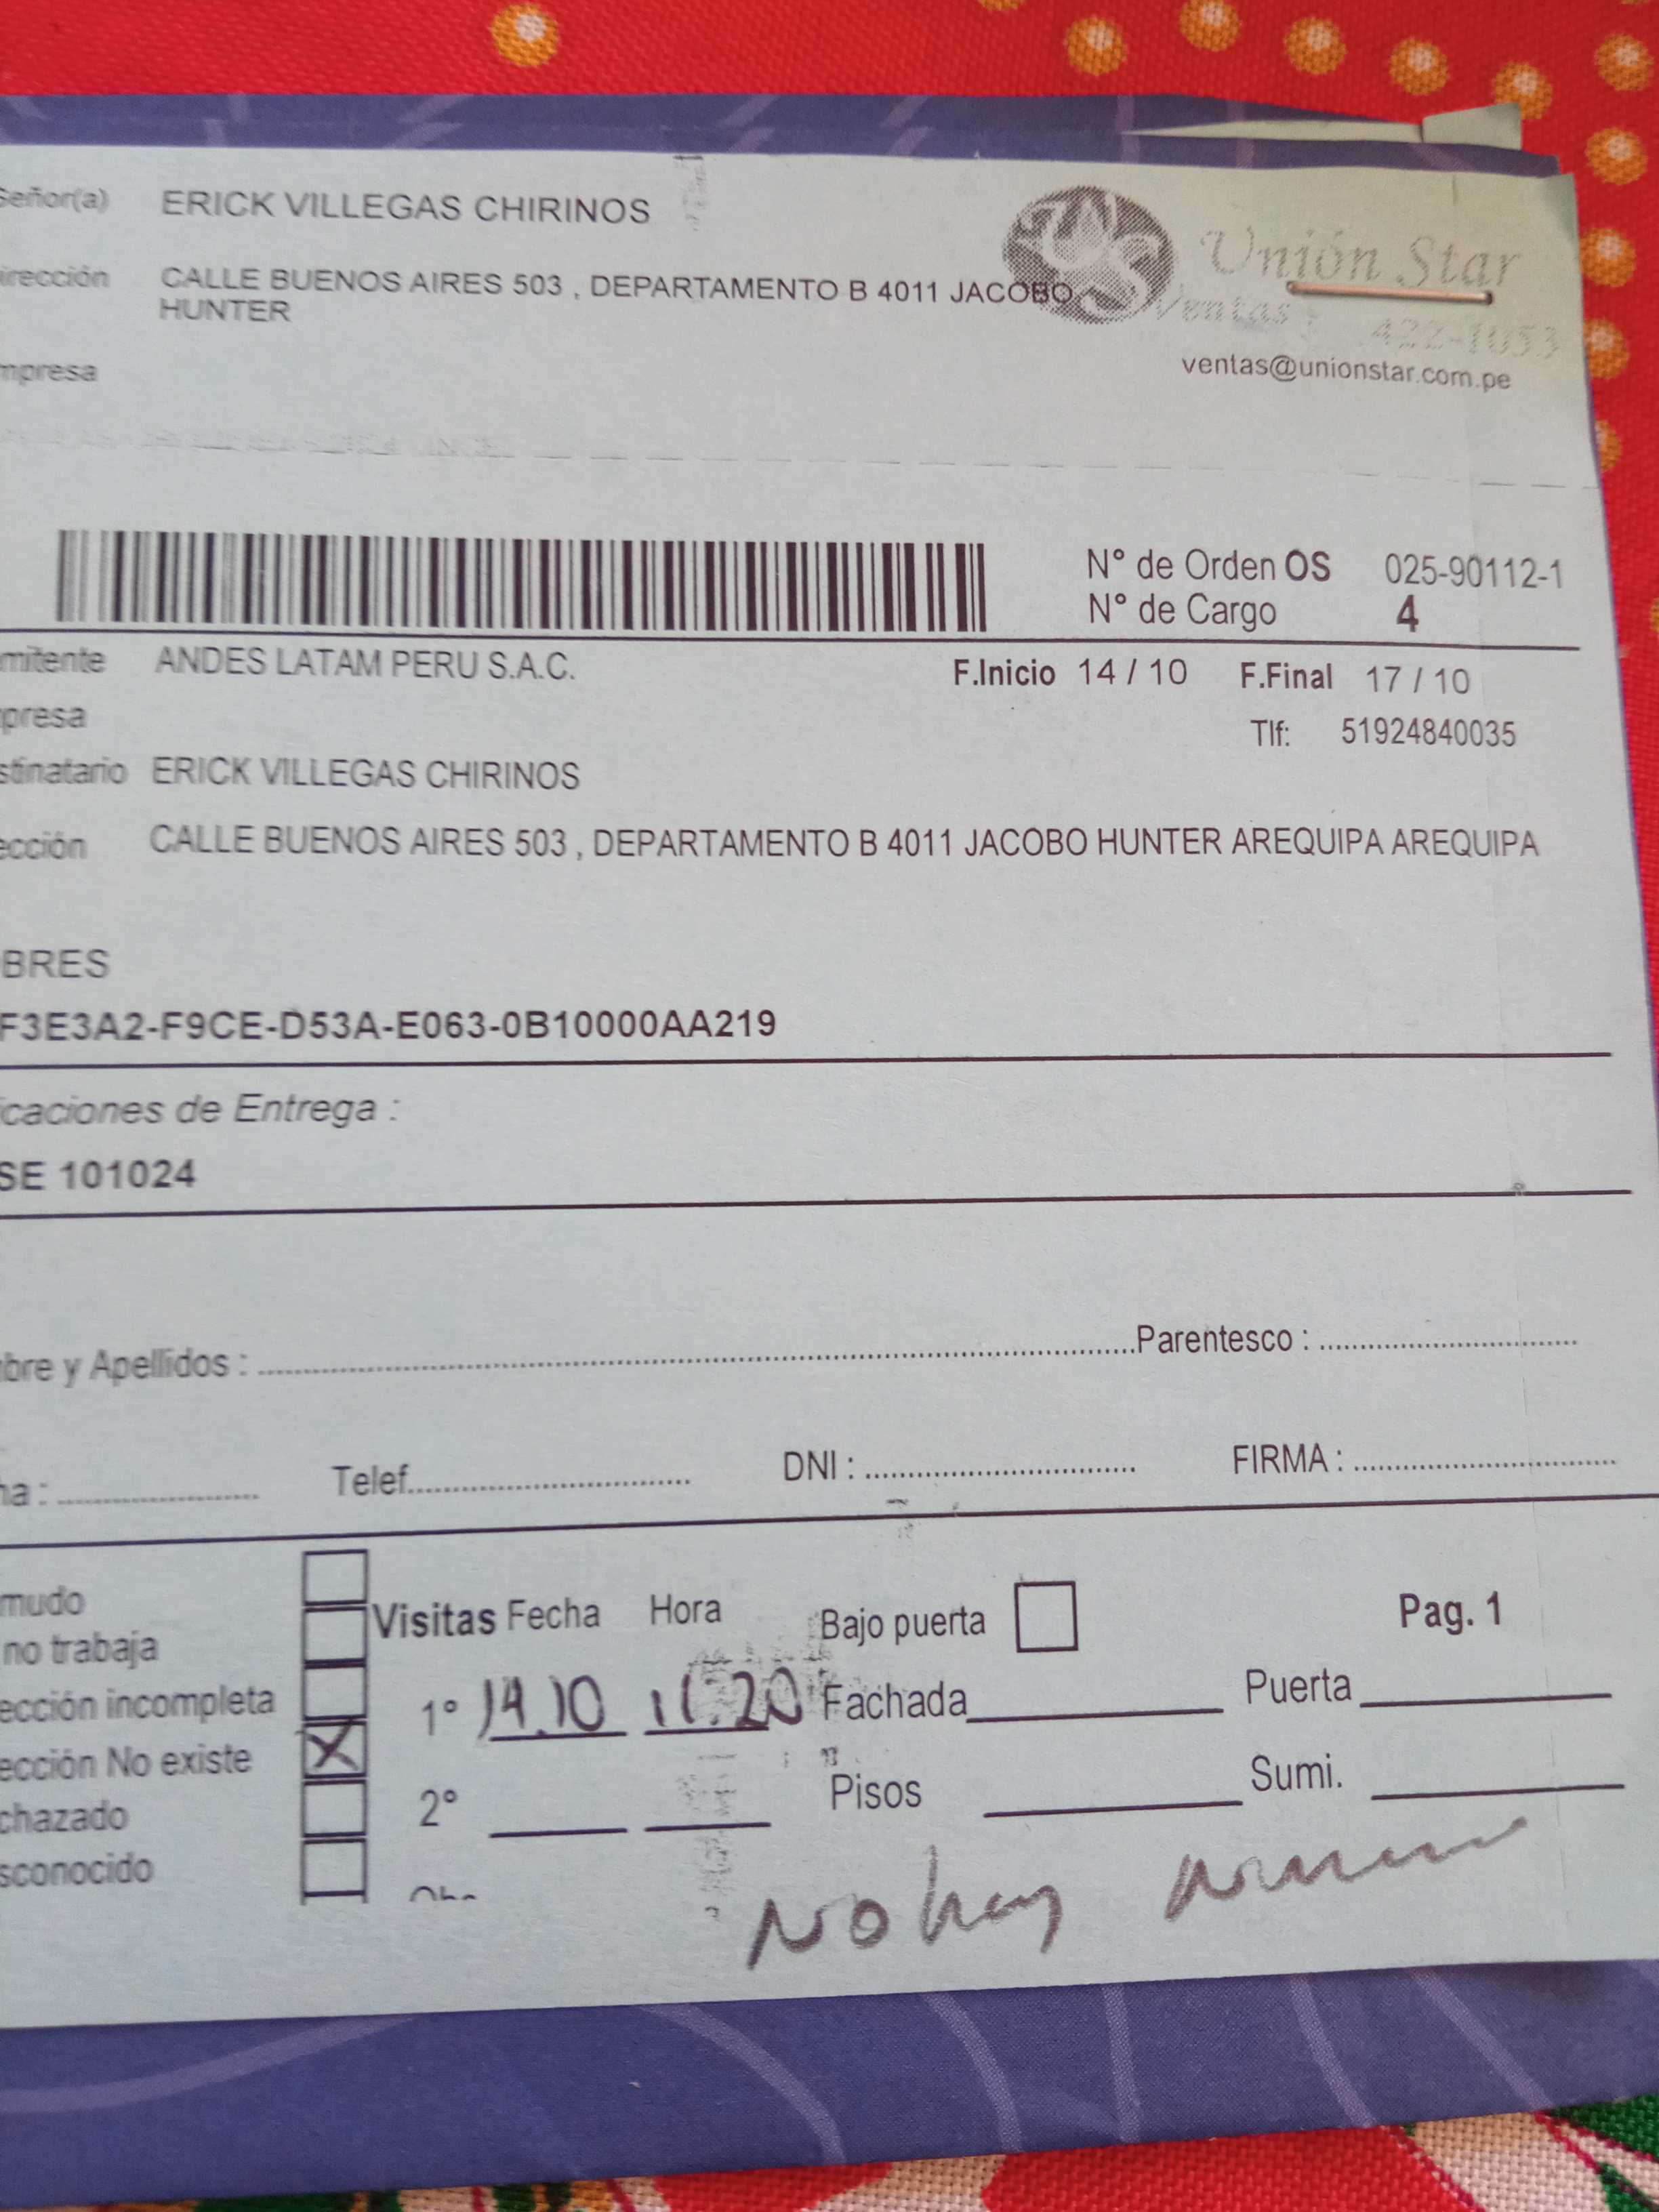 Señor(a) ERICK VILLEGAS CHIRINOS
irección CALLE BUENOS AIRES 503 , DEPARTAMENTO B 4011 JACOBO
HUNTER
mpresa
Unión Star
Ventas : 422-1053
ventas@unionstar.com.pe
N° de Orden OS 025-90112-1
N° de Cargo 4
mitente ANDES LATAM PERU S.A.C. F.Inicio 14 / 10 F.Final 17 / 10
presa Tlf: 51924840035
stinatario ERICK VILLEGAS CHIRINOS
ección CALLE BUENOS AIRES 503 , DEPARTAMENTO B 4011 JACOBO HUNTER AREQUIPA AREQUIPA
BRES
F3E3A2-F9CE-D53A-E063-0B10000AA219
icaciones de Entrega :
SE 101024
bre y Apellidos : Parentesco :
ha : Telef. DNI : FIRMA :
mudo
no trabaja
ección incompleta
ección No existe X
chazado
sconocido
Visitas Fecha Hora
1° 14.10 11:20
2°
Bajo puerta Pag. 1
Fachada Puerta
Pisos Sumi.
No hay